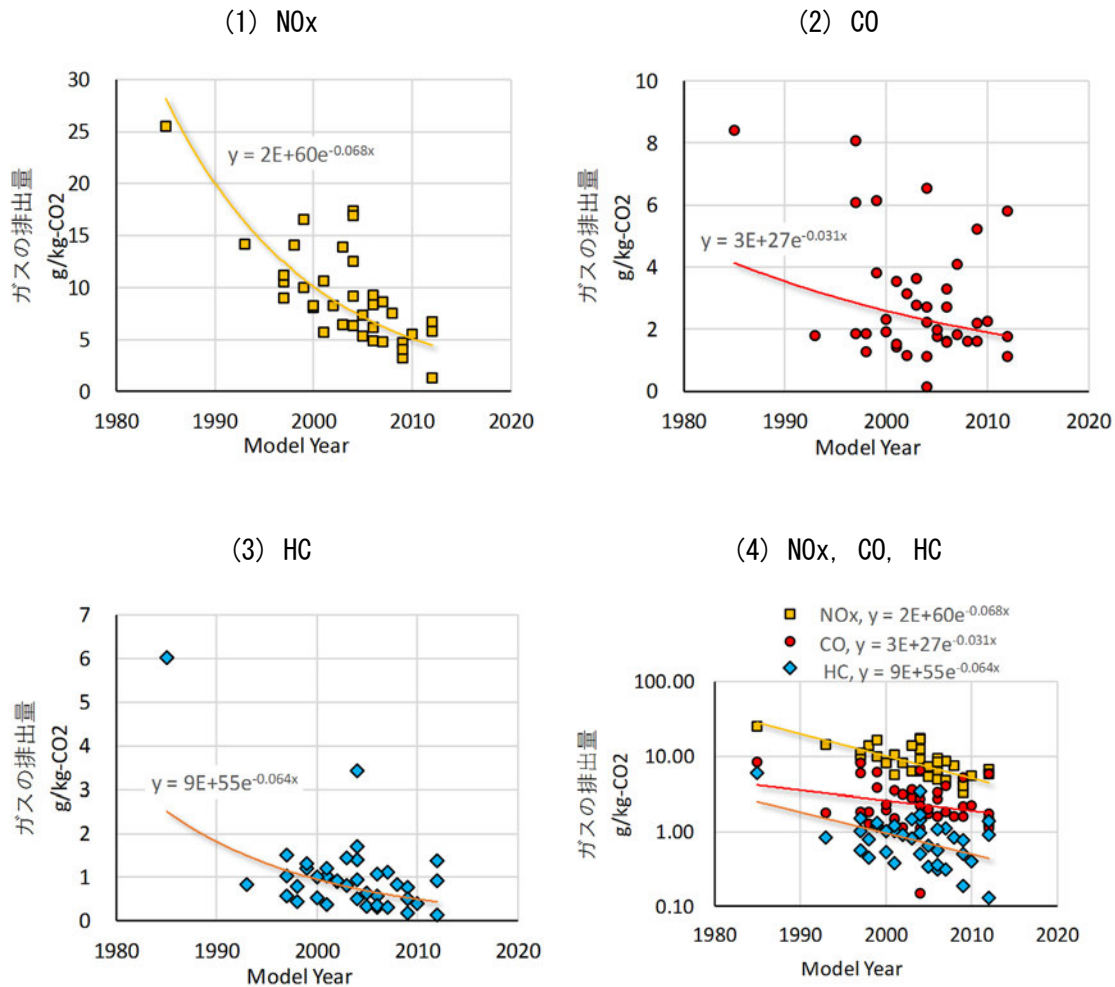 (1) NOx
30
25
20
15
10
5
0
y = 2E+60e^-0.068x
1980 1990 2000 2010 2020
Model Year
ガスの排出量
g/kg-CO2
(2) CO
10
8
6
4
2
0
y = 3E+27e^-0.031x
1980 1990 2000 2010 2020
Model Year
ガスの排出量
g/kg-CO2
(3) HC
7
6
5
4
3
2
1
0
y = 9E+55e^-0.064x
1980 1990 2000 2010 2020
Model Year
ガスの排出量
g/kg-CO2
(4) NOx, CO, HC
NOx, y = 2E+60e^-0.068x
CO, y = 3E+27e^-0.031x
HC, y = 9E+55e^-0.064x
100.00
10.00
1.00
0.10
1980 1990 2000 2010 2020
Model Year
ガスの排出量
g/kg-CO2